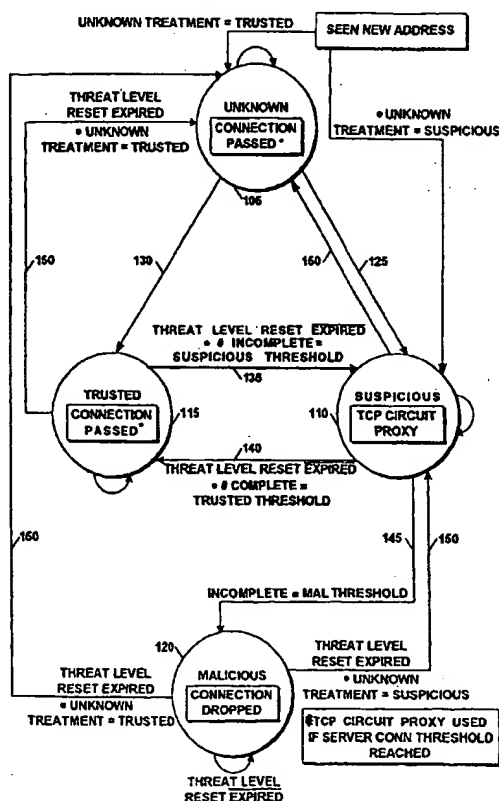 UNKNOWN TREATMENT = TRUSTED
SEEN NEW ADDRESS
THREAT LEVEL
RESET EXPIRED
• UNKNOWN
TREATMENT = TRUSTED
UNKNOWN
CONNECTION
PASSED*
• UNKNOWN
TREATMENT = SUSPICIOUS
105
150
130
150
125
THREAT LEVEL RESET EXPIRED
• # INCOMPLETE =
SUSPICIOUS THRESHOLD
135
TRUSTED
CONNECTION
PASSED*
115
SUSPICIOUS
TCP CIRCUIT
PROXY
110
140
THREAT LEVEL RESET EXPIRED
• # COMPLETE =
TRUSTED THRESHOLD
150
145
150
INCOMPLETE = MAL THRESHOLD
120
THREAT LEVEL
RESET EXPIRED
• UNKNOWN
TREATMENT = TRUSTED
MALICIOUS
CONNECTION
DROPPED
THREAT LEVEL
RESET EXPIRED
• UNKNOWN
TREATMENT = SUSPICIOUS
*TCP CIRCUIT PROXY USED
IF SERVER CONN THRESHOLD
REACHED
THREAT LEVEL
RESET EXPIRED